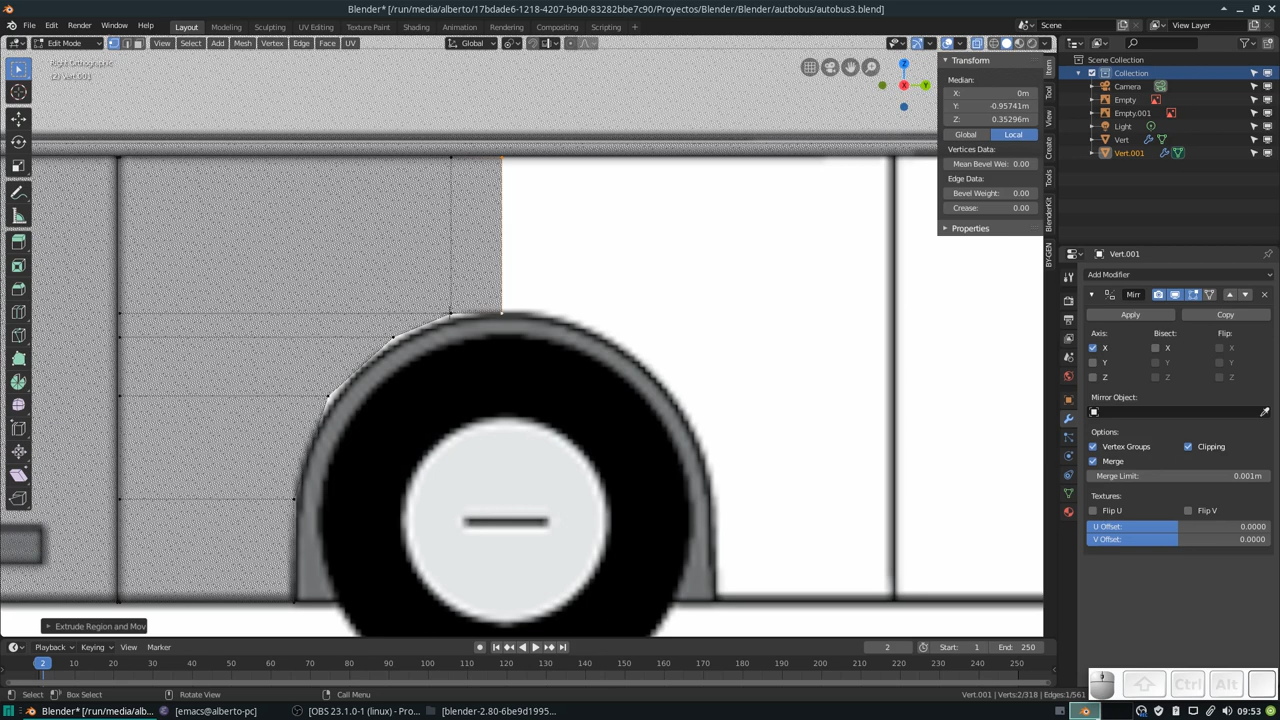 Blender* [/run/media/alberto/17bdade6-1218-4207-b9d0-83282bbe7c90/Proyectos/Blender/autbobus/autobus3.blend]
File Edit Render Window Help Layout Modeling Sculpting UV Editing Texture Paint Shading Animation Rendering Compositing Scripting + Scene View Layer
Edit Mode View Select Add Mesh Vertex Edge Face UV Global
Right Orthographic
(2) Vert.001
Transform
Median:
X: 0m
Y: -0.95741m
Z: 0.35296m
Global Local
Vertices Data:
Mean Bevel Wei: 0.00
Edge Data:
Bevel Weight: 0.00
Crease: 0.00
Properties
Item
Tool
View
Create
Tools
BlenderKit
BY-GEN
Z
X
Y
Scene Collection
Collection
Camera
Empty
Empty.001
Light
Vert
Vert.001
Vert.001
Add Modifier
Mirr
Apply Copy
Axis: Bisect: Flip:
X X X
Y Y Y
Z Z Z
Mirror Object:
Options:
Vertex Groups Clipping
Merge
Merge Limit: 0.001m
Textures:
Flip U Flip V
U Offset: 0.0000
V Offset: 0.0000
Extrude Region and Mov
Playback Keying View Marker 2 Start: 1 End: 250
2 10 20 30 40 50 60 70 80 90 100 110 120 130 140 150 160 170 180 190 200 210 220 230 240 250
Select Box Select Rotate View Call Menu Vert.001 | Verts:2/318 | Edges:1/561
Ctrl Alt
Blender* [/run/media/alb... [emacs@alberto-pc] [OBS 23.1.0-1 (linux) - Pro... [blender-2.80-6be9d1995... 09:53